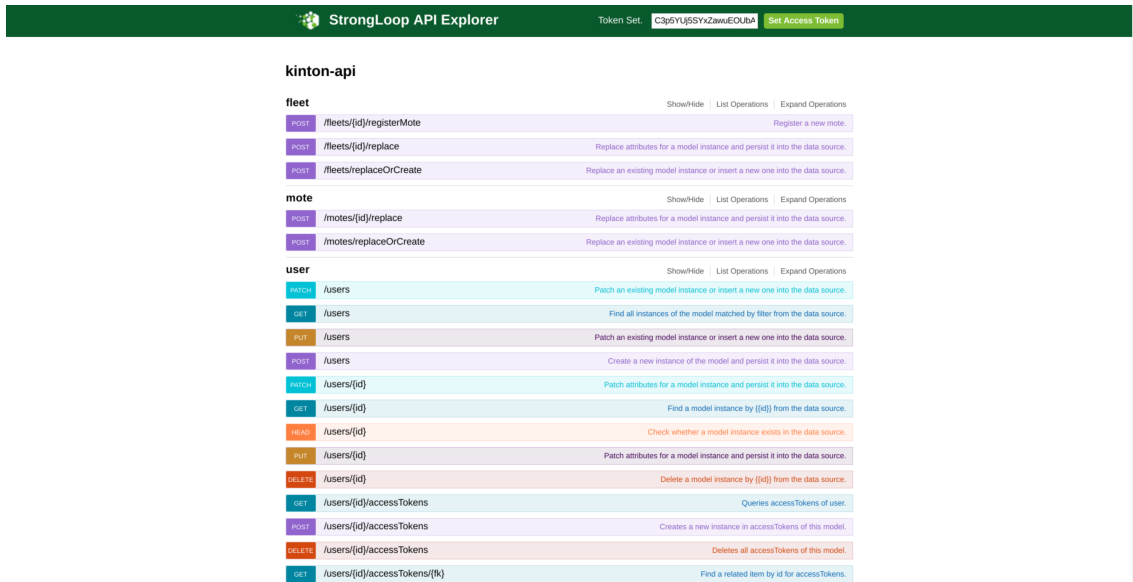 StrongLoop API Explorer Token Set. C3p5YUj5SYxZawuEOUbA Set Access Token
kinton-api
fleet Show/Hide List Operations Expand Operations
POST /fleets/{id}/registerMote Register a new mote.
POST /fleets/{id}/replace Replace attributes for a model instance and persist it into the data source.
POST /fleets/replaceOrCreate Replace an existing model instance or insert a new one into the data source.
mote Show/Hide List Operations Expand Operations
POST /motes/{id}/replace Replace attributes for a model instance and persist it into the data source.
POST /motes/replaceOrCreate Replace an existing model instance or insert a new one into the data source.
user Show/Hide List Operations Expand Operations
PATCH /users Patch an existing model instance or insert a new one into the data source.
GET /users Find all instances of the model matched by filter from the data source.
PUT /users Patch an existing model instance or insert a new one into the data source.
POST /users Create a new instance of the model and persist it into the data source.
PATCH /users/{id} Patch attributes for a model instance and persist it into the data source.
GET /users/{id} Find a model instance by {{id}} from the data source.
HEAD /users/{id} Check whether a model instance exists in the data source.
PUT /users/{id} Patch attributes for a model instance and persist it into the data source.
DELETE /users/{id} Delete a model instance by {{id}} from the data source.
GET /users/{id}/accessTokens Queries accessTokens of user.
POST /users/{id}/accessTokens Creates a new instance in accessTokens of this model.
DELETE /users/{id}/accessTokens Deletes all accessTokens of this model.
GET /users/{id}/accessTokens/{fk} Find a related item by id for accessTokens.